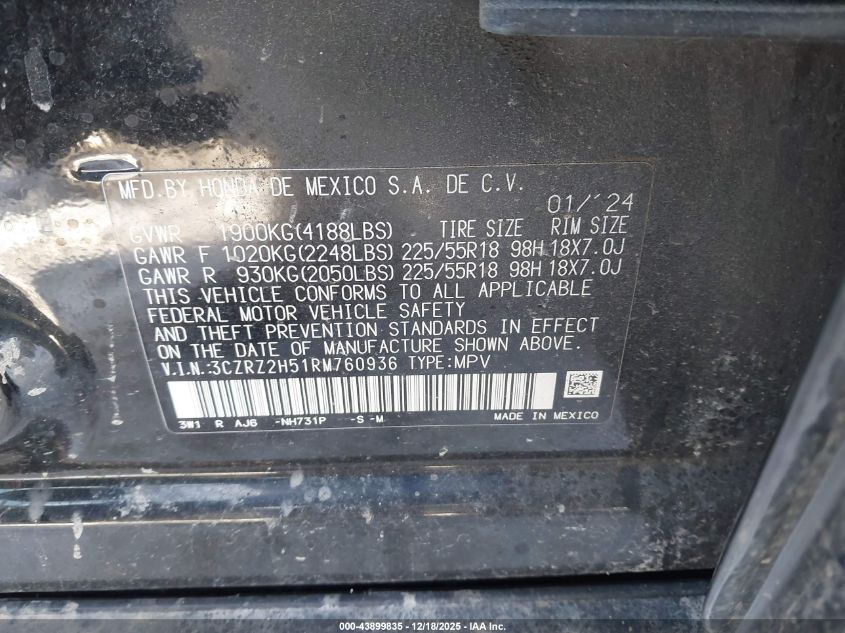 MFD.BY HONDA DE MEXICO S.A. DE C.V.
01/'24
GVWR 1900KG(4188LBS) TIRE SIZE RIM SIZE
GAWR F 1020KG(2248LBS) 225/55R18 98H 18X7.0J
GAWR R 930KG(2050LBS) 225/55R18 98H 18X7.0J
THIS VEHICLE CONFORMS TO ALL APPLICABLE
FEDERAL MOTOR VEHICLE SAFETY
AND THEFT PREVENTION STANDARDS IN EFFECT
ON THE DATE OF MANUFACTURE SHOWN ABOVE.
V.I.N.:3CZRZ2H51RM760936 TYPE:MPV
3W1 R AJ6 -NH731P -S -M MADE IN MEXICO
000-43899835 - 12/18/2025 - IAA Inc.